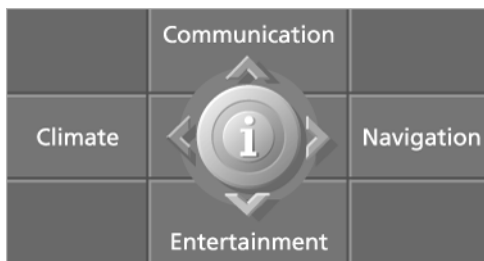 Communication
Climate
i
Navigation
Entertainment